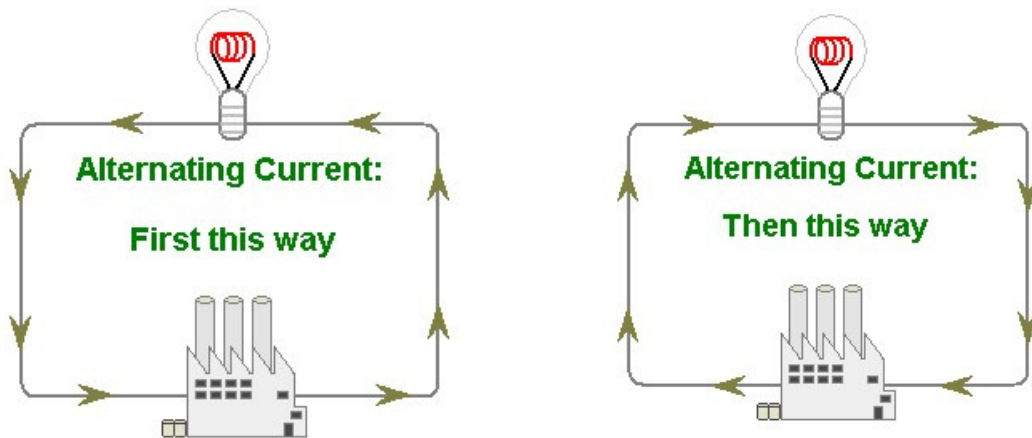 Alternating Current:
First this way
Alternating Current:
Then this way